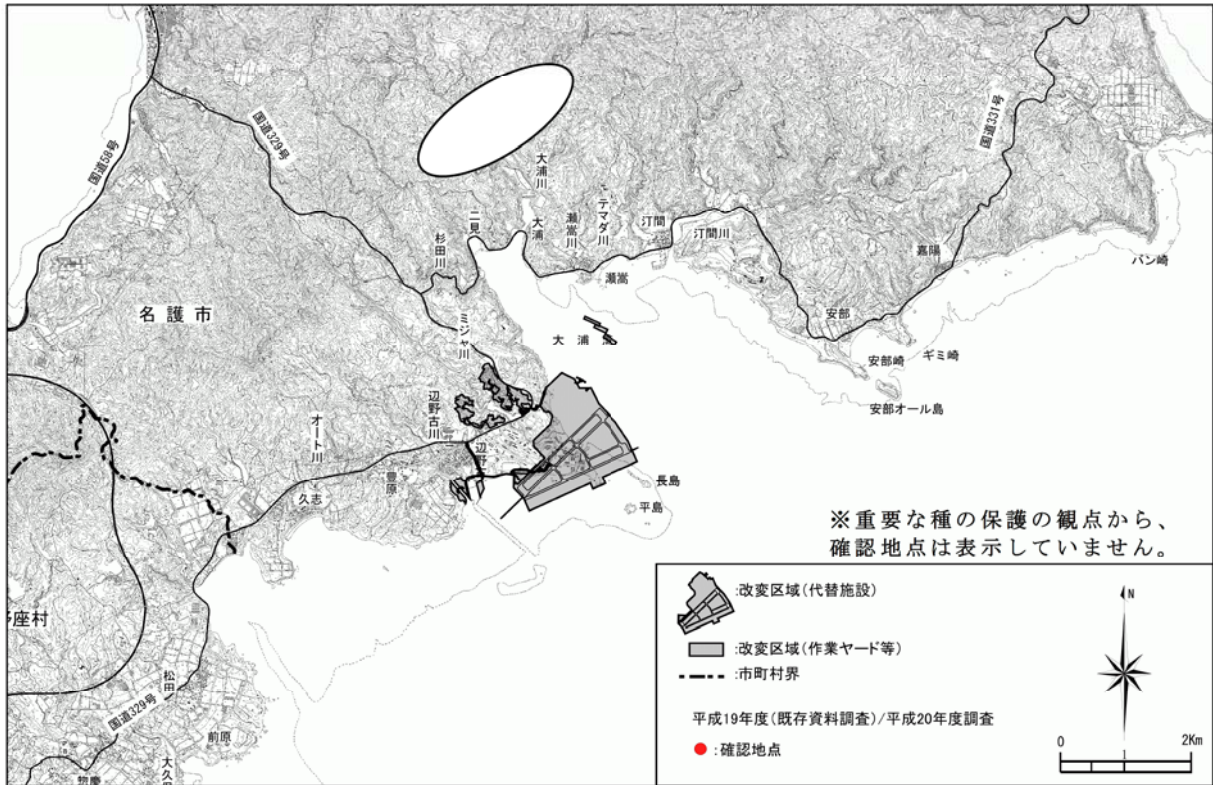 国道58号
国道329号
国道331号
大浦川
二見
大浦
瀬嵩川
テマダ川
汀間
汀間川
杉田川
瀬嵩
嘉陽
バン崎
名護市
ミジャ川
大浦
安部
安部崎
ギミ崎
安部オール島
辺野古川
オート川
辺野
豊原
久志
長島
平島
座村
松田
国道329号
前原
惣慶
大久保
※重要な種の保護の観点から、
確認地点は表示していません。
:改変区域(代替施設)
:改変区域(作業ヤード等)
:市町村界
平成19年度(既存資料調査)/平成20年度調査
:確認地点
N
0 1 2Km